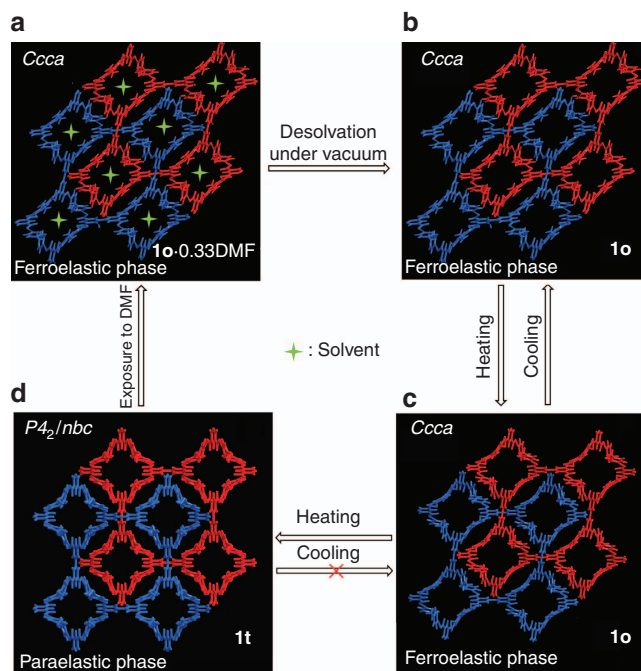 a
Ccca
1o·0.33DMF
Ferroelastic phase
Desolvation
under vacuum
b
Ccca
1o
Ferroelastic phase
Exposure to DMF
: Solvent
Heating
Cooling
d
P4₂/nbc
1t
Paraelastic phase
Heating
Cooling
c
Ccca
1o
Ferroelastic phase